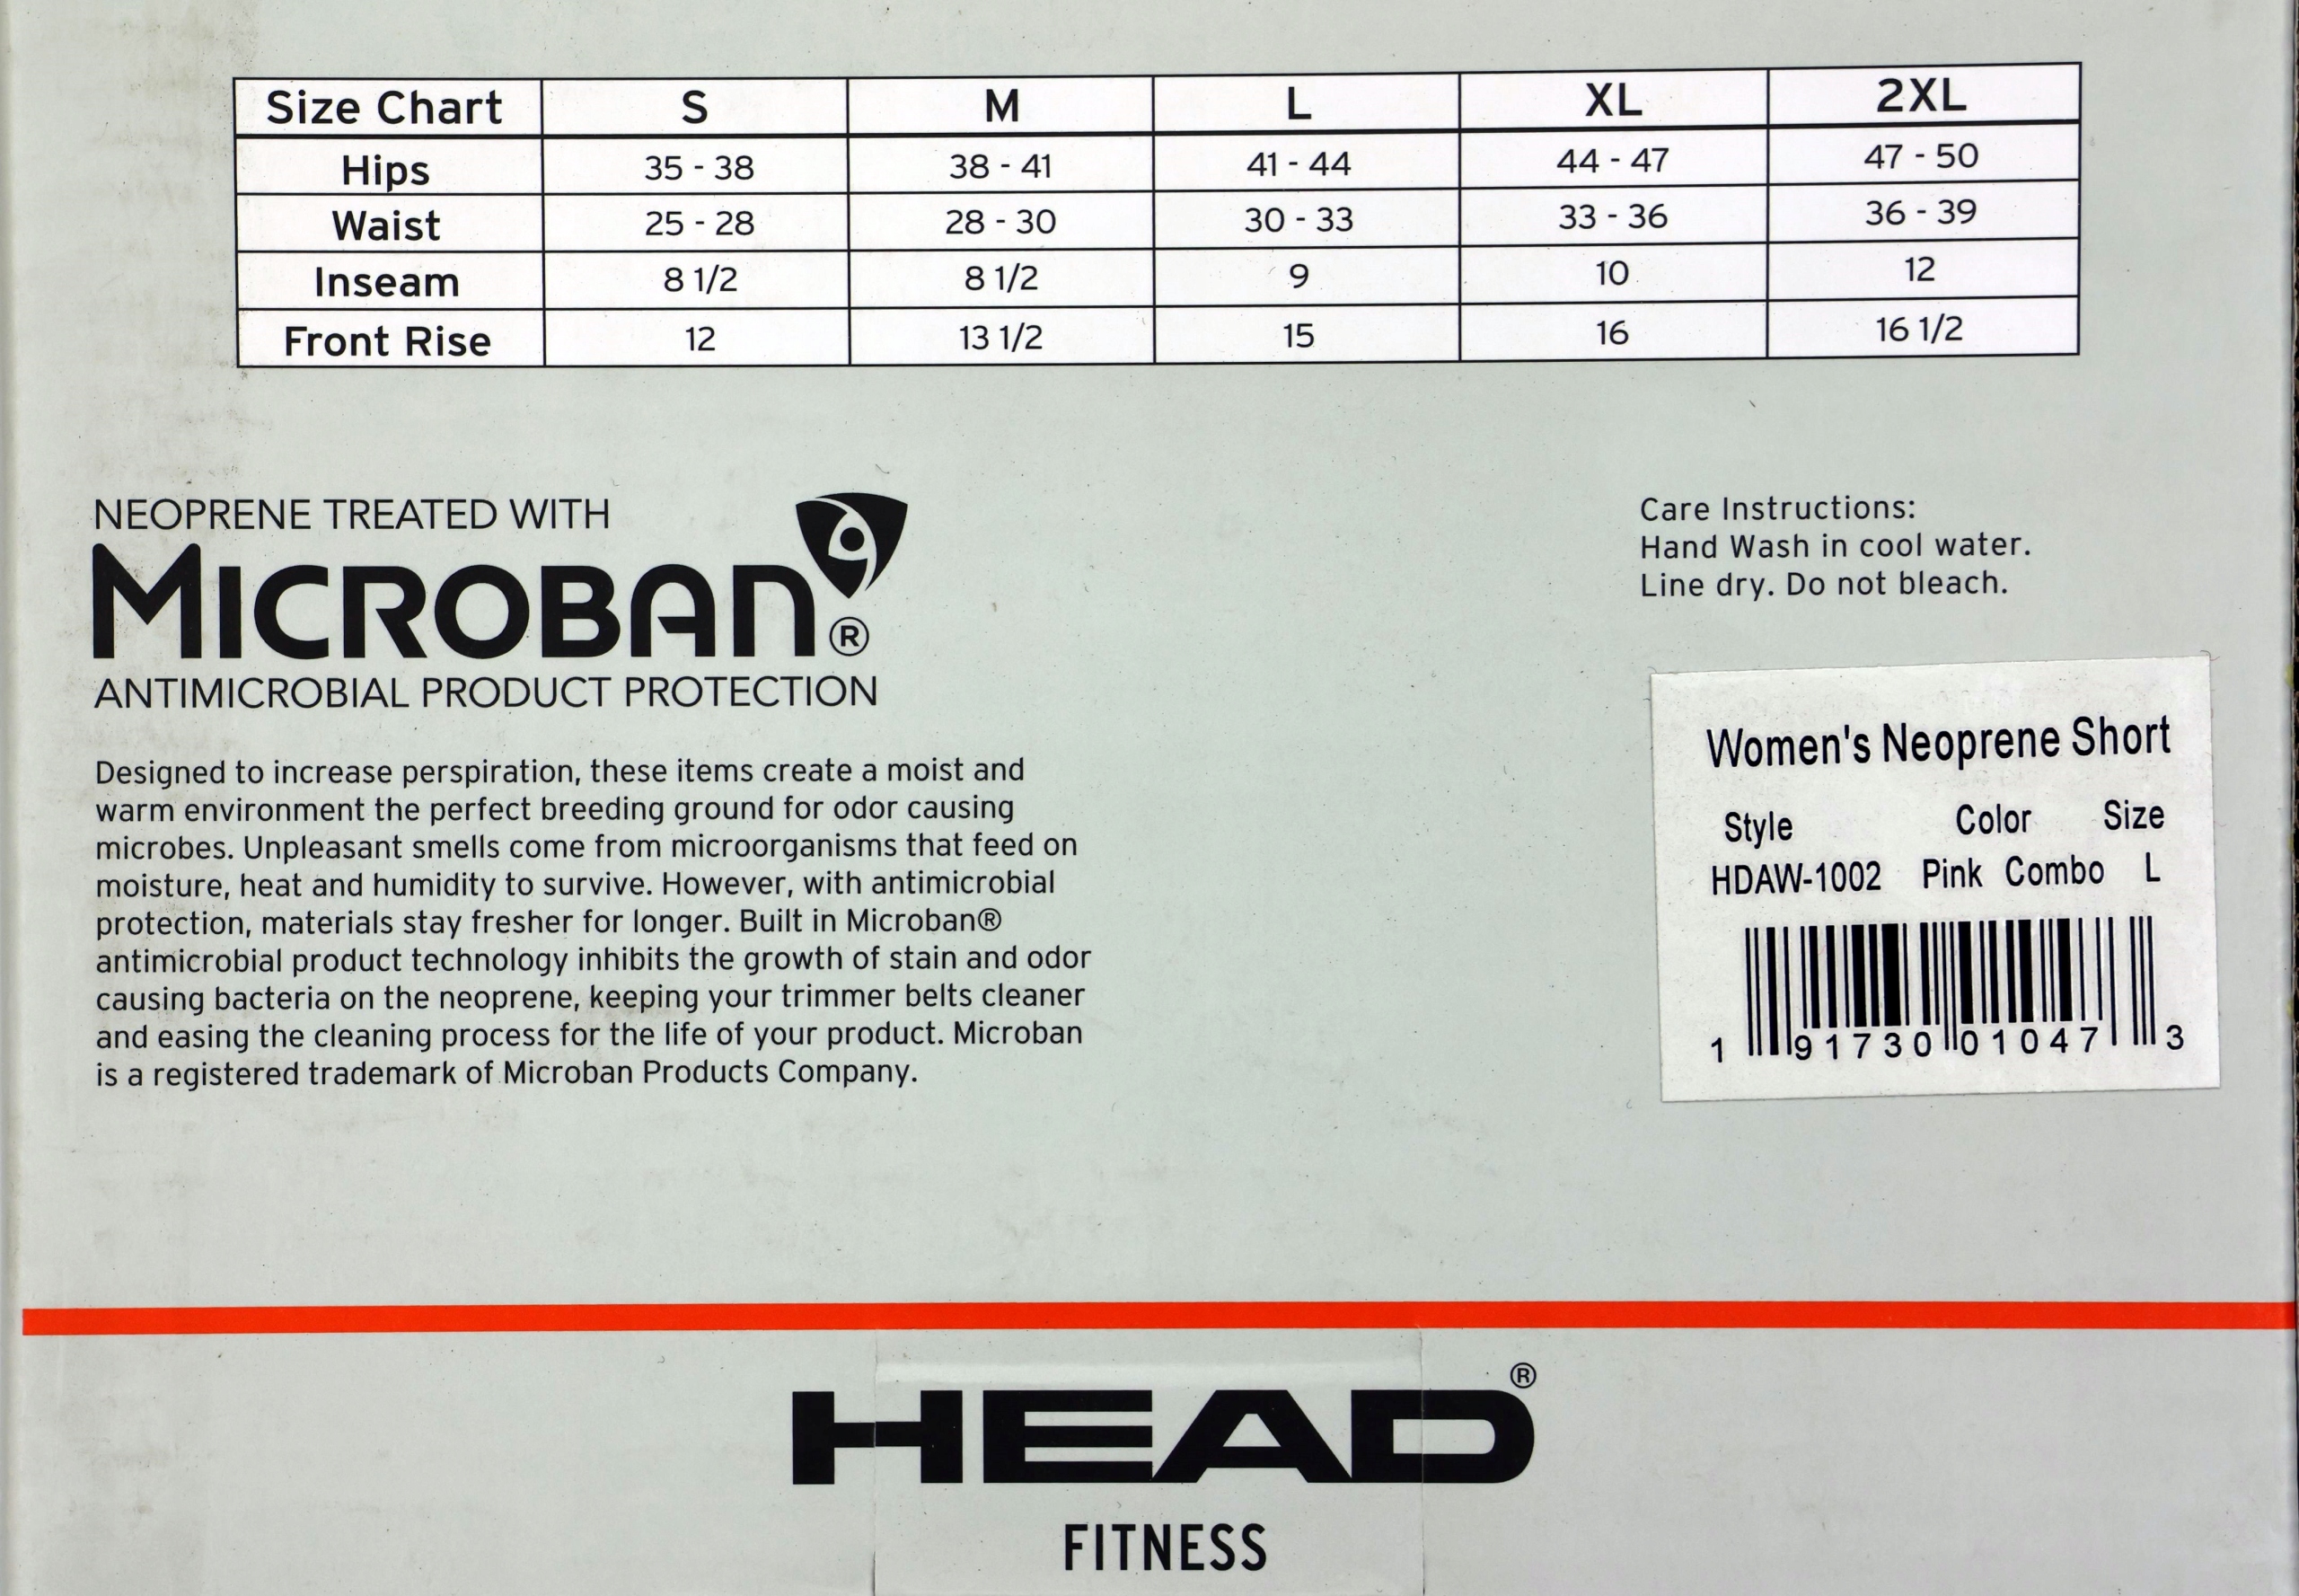 Size Chart S M L XL 2XL
Hips 35 - 38 38 - 41 41 - 44 44 - 47 47 - 50
Waist 25 - 28 28 - 30 30 - 33 33 - 36 36 - 39
Inseam 8 1/2 8 1/2 9 10 12
Front Rise 12 13 1/2 15 16 16 1/2
NEOPRENE TREATED WITH
MICROBAN®
ANTIMICROBIAL PRODUCT PROTECTION
Designed to increase perspiration, these items create a moist and
warm environment the perfect breeding ground for odor causing
microbes. Unpleasant smells come from microorganisms that feed on
moisture, heat and humidity to survive. However, with antimicrobial
protection, materials stay fresher for longer. Built in Microban®
antimicrobial product technology inhibits the growth of stain and odor
causing bacteria on the neoprene, keeping your trimmer belts cleaner
and easing the cleaning process for the life of your product. Microban
is a registered trademark of Microban Products Company.
Care Instructions:
Hand Wash in cool water.
Line dry. Do not bleach.
Women's Neoprene Short
Style Color Size
HDAW-1002 Pink Combo L
1 91730 01047 3
HEAD®
FITNESS